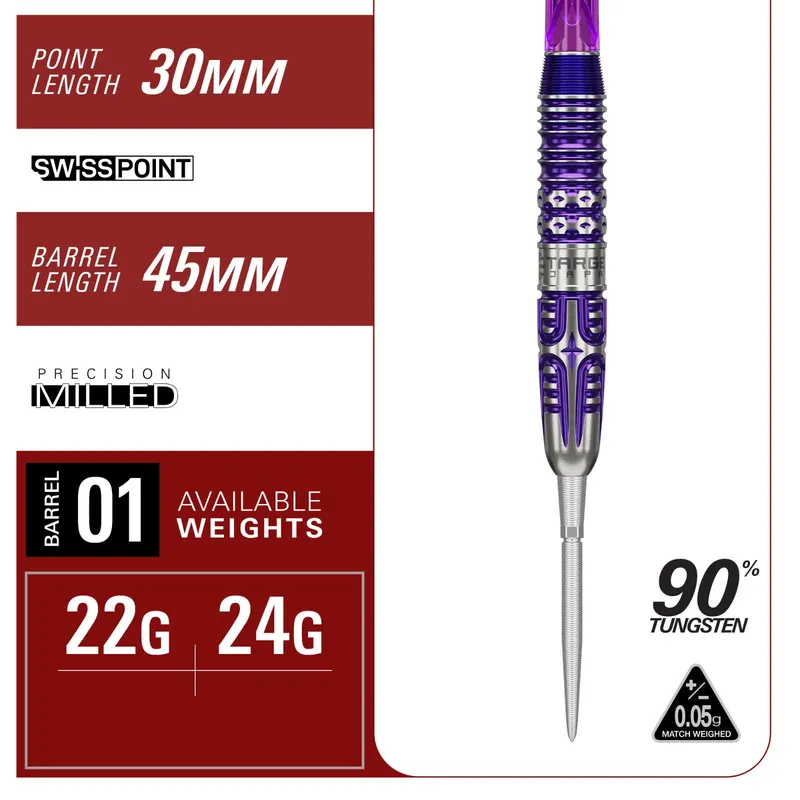 POINT
LENGTH
30MM
SWISSPOINT
BARREL
LENGTH
45MM
PRECISION
MILLED
BARREL
01
AVAILABLE
WEIGHTS
22G
24G
TARGE
90%
TUNGSTEN
+/-
0.05g
MATCH WEIGHED